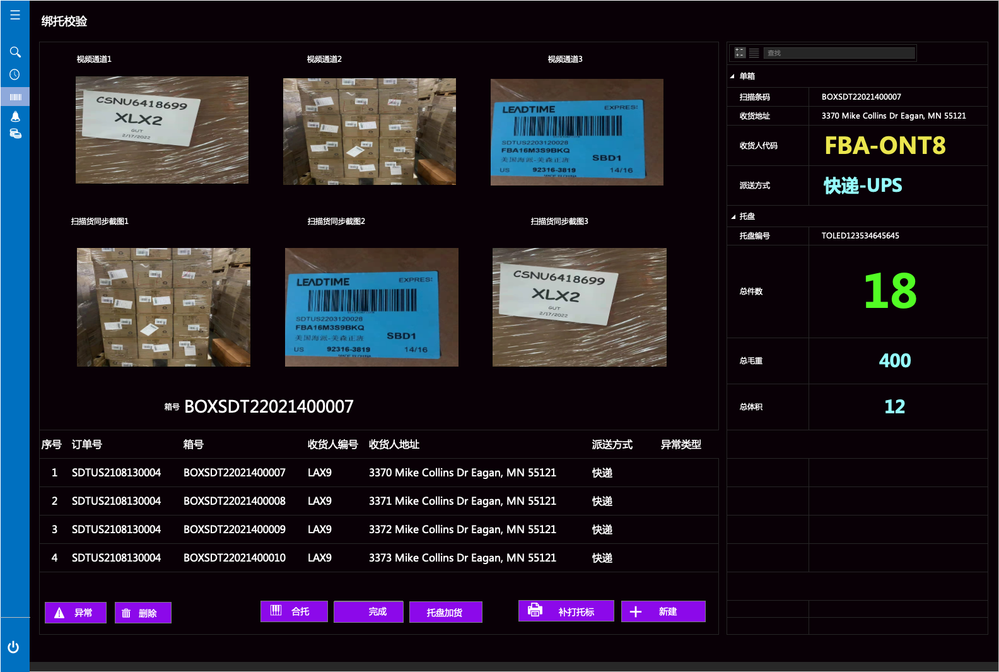 绑托校验
视频通道1
视频通道2
视频通道3
CSNU6418699
XLX2
GUT
2/17/2022
LEADTIME
EXPRES
SDTUS2203120028
FBA16M3S9BKQ
美国海派-美森正班
SBD1
US 92316-3819 14/16
MADE IN CHINA
扫描货同步截图1
扫描货同步截图2
扫描货同步截图3
LEADTIME
EXPRES
SDTUS2203120028
FBA16M3S9BKQ
美国海派-美森正班
SBD1
US 92316-3819 14/16
MADE IN CHINA
CSNU6418699
XLX2
GUT
2/17/2022
箱号 BOXSDT22021400007
序号 订单号 箱号 收货人编号 收货人地址 派送方式 异常类型
1 SDTUS2108130004 BOXSDT22021400007 LAX9 3370 Mike Collins Dr Eagan, MN 55121 快递
2 SDTUS2108130004 BOXSDT22021400008 LAX9 3371 Mike Collins Dr Eagan, MN 55121 快递
3 SDTUS2108130004 BOXSDT22021400009 LAX9 3372 Mike Collins Dr Eagan, MN 55121 快递
4 SDTUS2108130004 BOXSDT22021400010 LAX9 3373 Mike Collins Dr Eagan, MN 55121 快递
异常
删除
合托
完成
托盘加货
补打托标
新建
查找
单箱
扫描条码 BOXSDT22021400007
收货地址 3370 Mike Collins Dr Eagan, MN 55121
收货人代码 FBA-ONT8
派送方式 快递-UPS
托盘
托盘编号 TOLED123534645645
总件数 18
总毛重 400
总体积 12